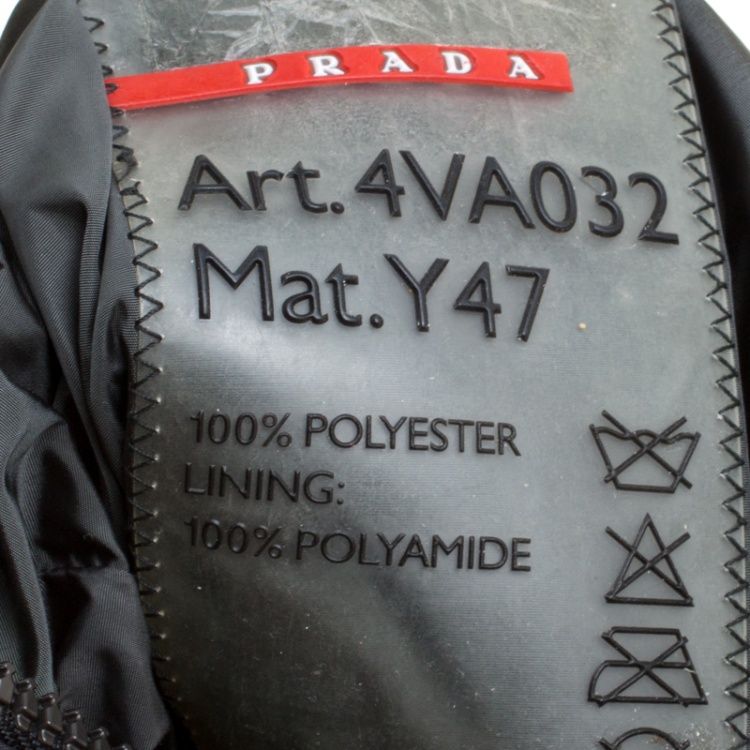 PRADA
Art.4VA032
Mat.Y47
100% POLYESTER
LINING:
100% POLYAMIDE